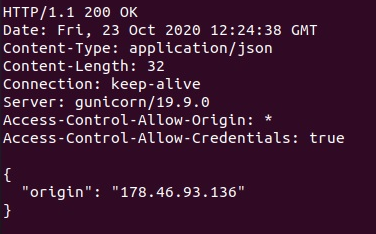 HTTP/1.1 200 OK
Date: Fri, 23 Oct 2020 12:24:38 GMT
Content-Type: application/json
Content-Length: 32
Connection: keep-alive
Server: gunicorn/19.9.0
Access-Control-Allow-Origin: *
Access-Control-Allow-Credentials: true

{
  "origin": "178.46.93.136"
}